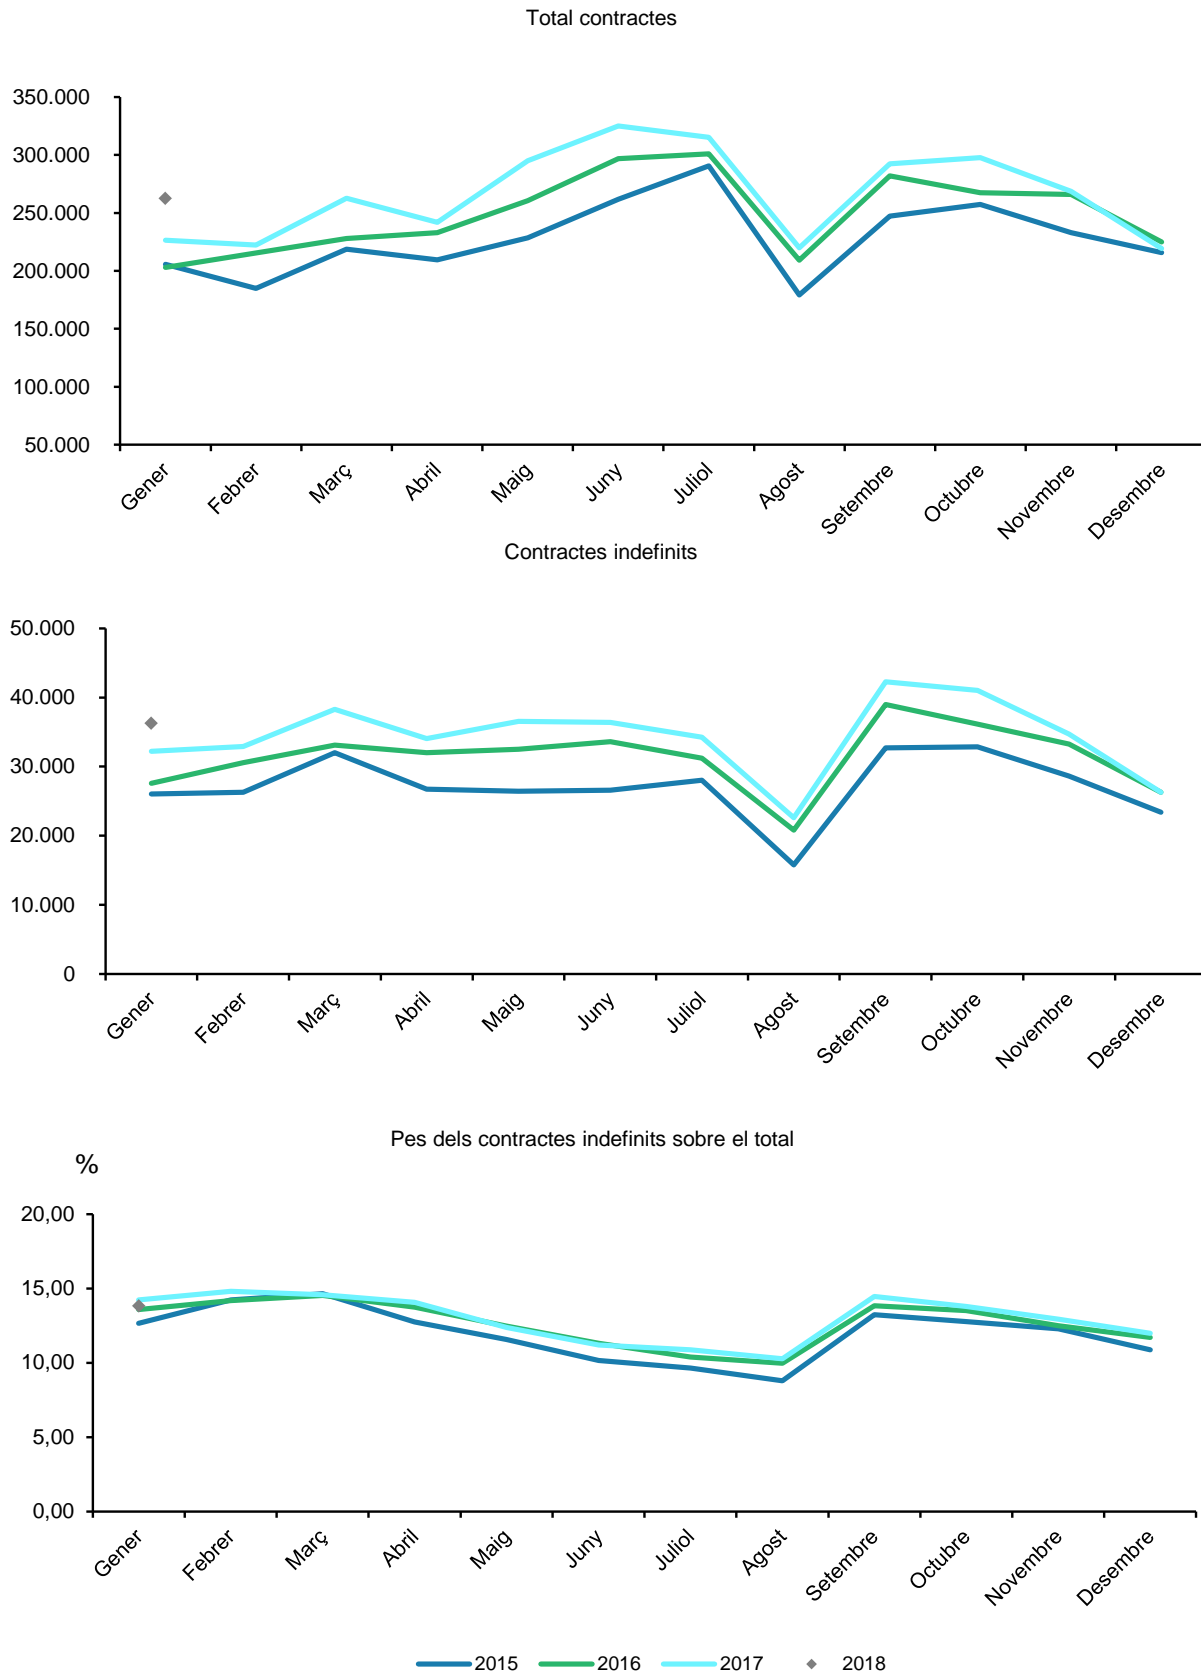 Total contractes
350.000
300.000
250.000
200.000
150.000
100.000
50.000
Gener Febrer Març Abril Maig Juny Juliol Agost Setembre Octubre Novembre Desembre
Contractes indefinits
50.000
40.000
30.000
20.000
10.000
0
Gener Febrer Març Abril Maig Juny Juliol Agost Setembre Octubre Novembre Desembre
Pes dels contractes indefinits sobre el total
%
20,00
15,00
10,00
5,00
0,00
Gener Febrer Març Abril Maig Juny Juliol Agost Setembre Octubre Novembre Desembre
2015 2016 2017 2018